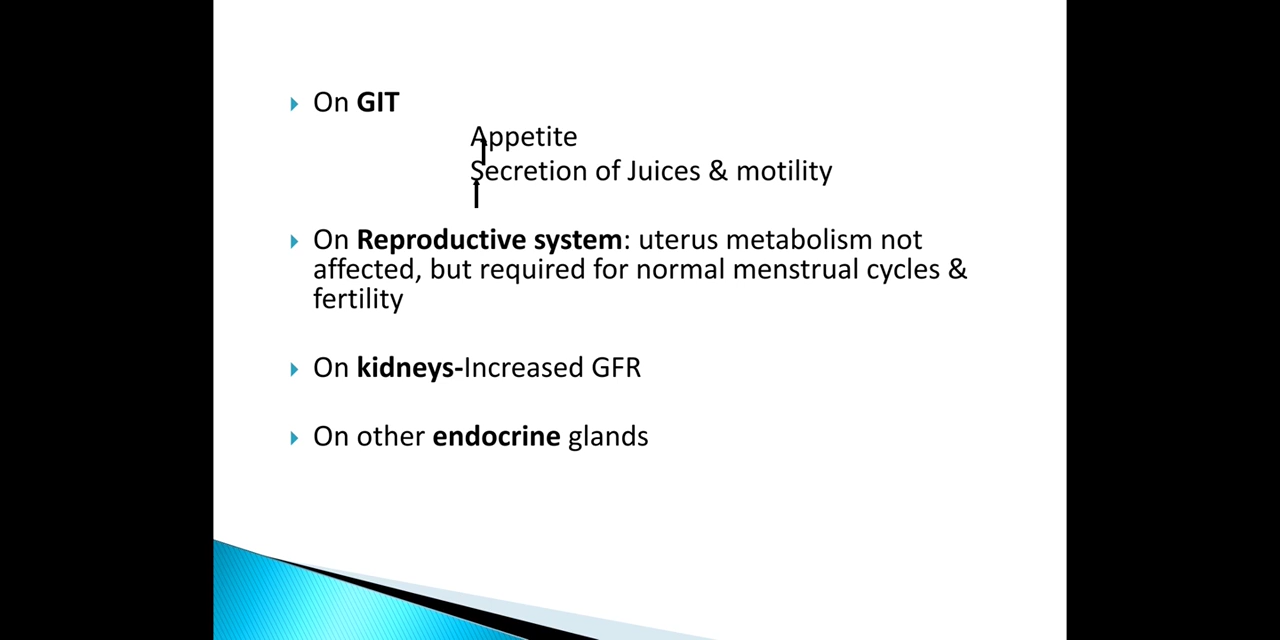 On GIT
Appetite
Secretion of Juices & motility
On Reproductive system: uterus metabolism not
affected, but required for normal menstrual cycles &
fertility
On kidneys-Increased GFR
On other endocrine glands